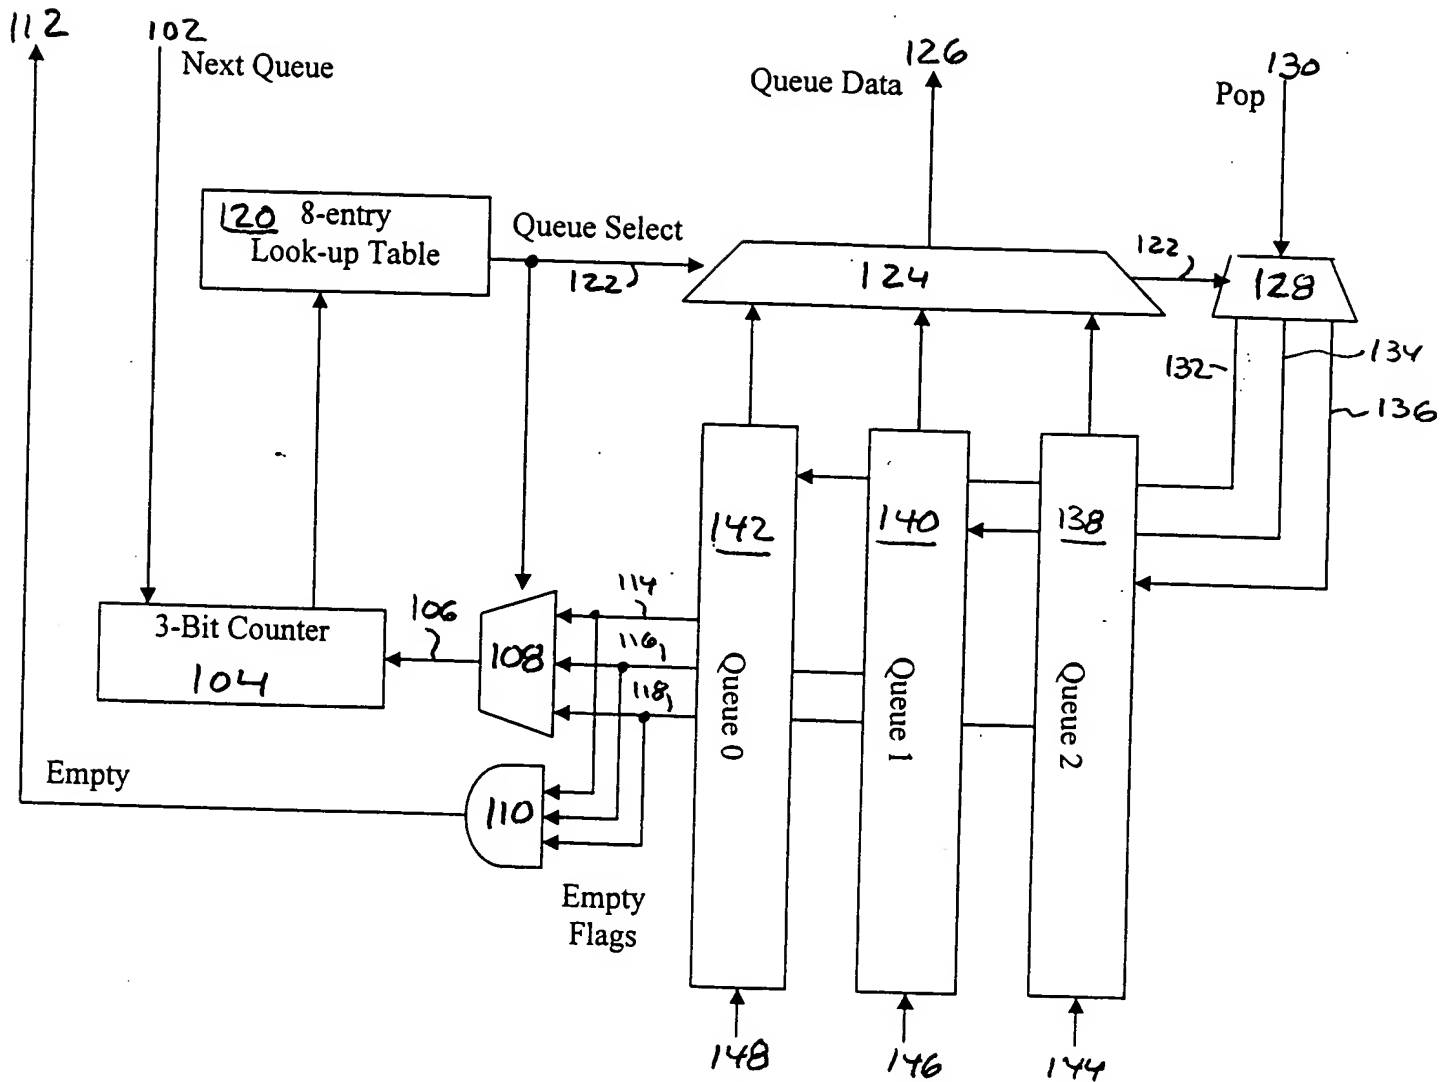 112
102
Next Queue
126
Queue Data
130
Pop
120 8-entry
Look-up Table
Queue Select
122
124
122
128
132
134
136
142
140
138
114
116
118
106
108
3-Bit Counter
104
Queue 0
Queue 1
Queue 2
Empty
110
Empty
Flags
148
146
144